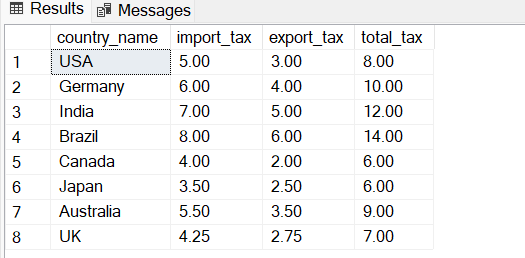 Results Messages
country_name import_tax export_tax total_tax
1 USA 5.00 3.00 8.00
2 Germany 6.00 4.00 10.00
3 India 7.00 5.00 12.00
4 Brazil 8.00 6.00 14.00
5 Canada 4.00 2.00 6.00
6 Japan 3.50 2.50 6.00
7 Australia 5.50 3.50 9.00
8 UK 4.25 2.75 7.00